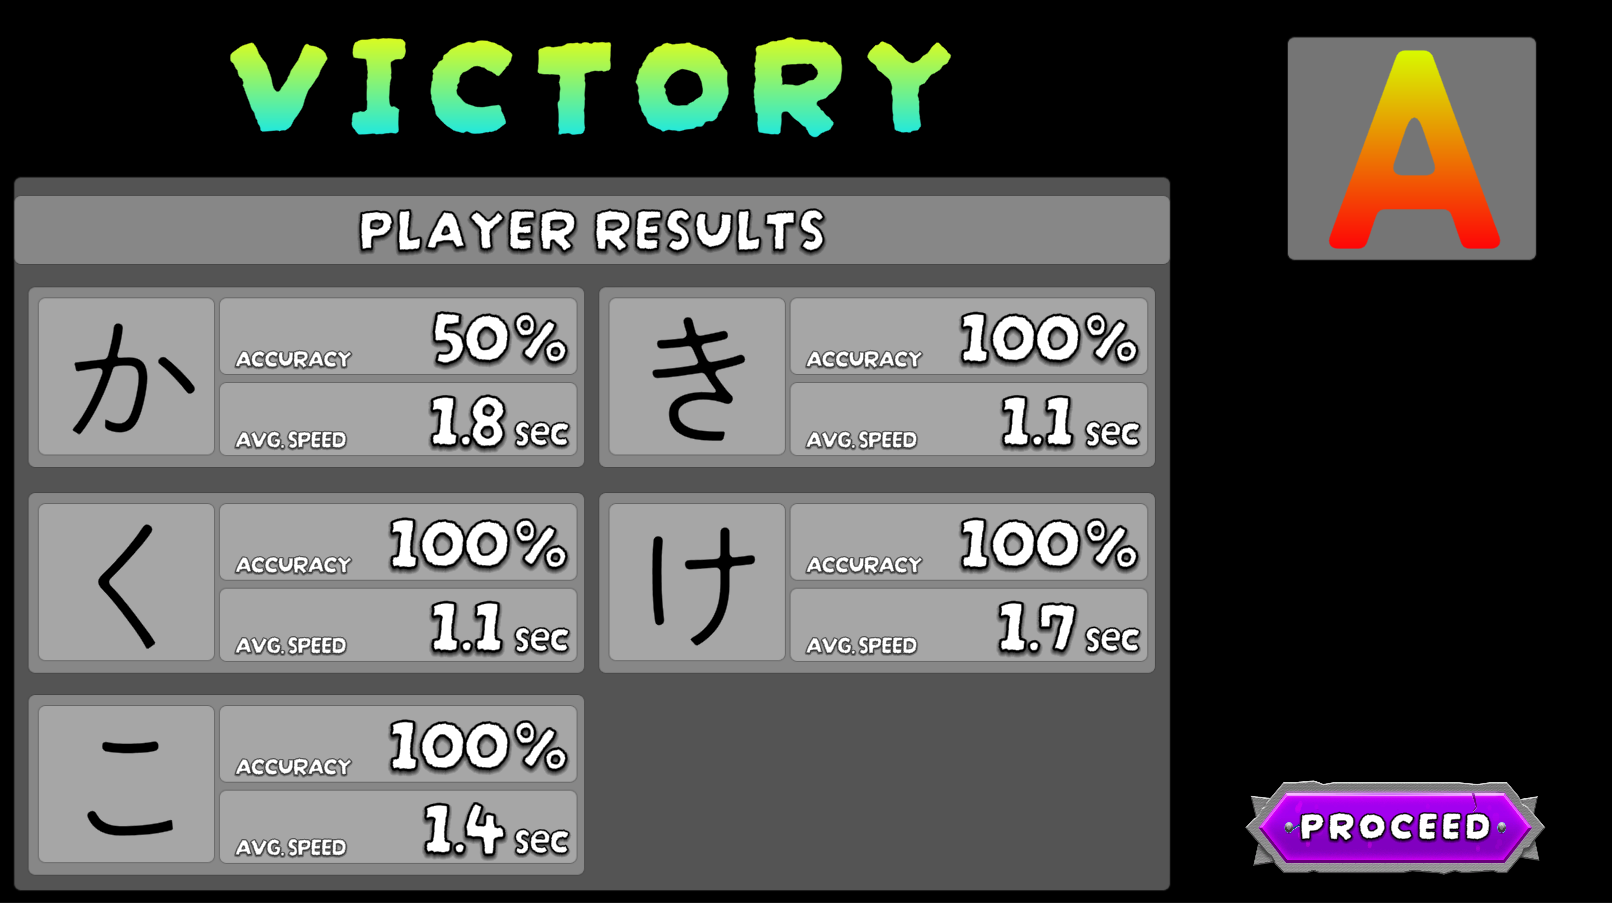 VICTORY
A
PLAYER RESULTS
か
ACCURACY 50%
AVG. SPEED 1.8 sec
き
ACCURACY 100%
AVG. SPEED 1.1 sec
く
ACCURACY 100%
AVG. SPEED 1.1 sec
け
ACCURACY 100%
AVG. SPEED 1.7 sec
こ
ACCURACY 100%
AVG. SPEED 1.4 sec
PROCEED